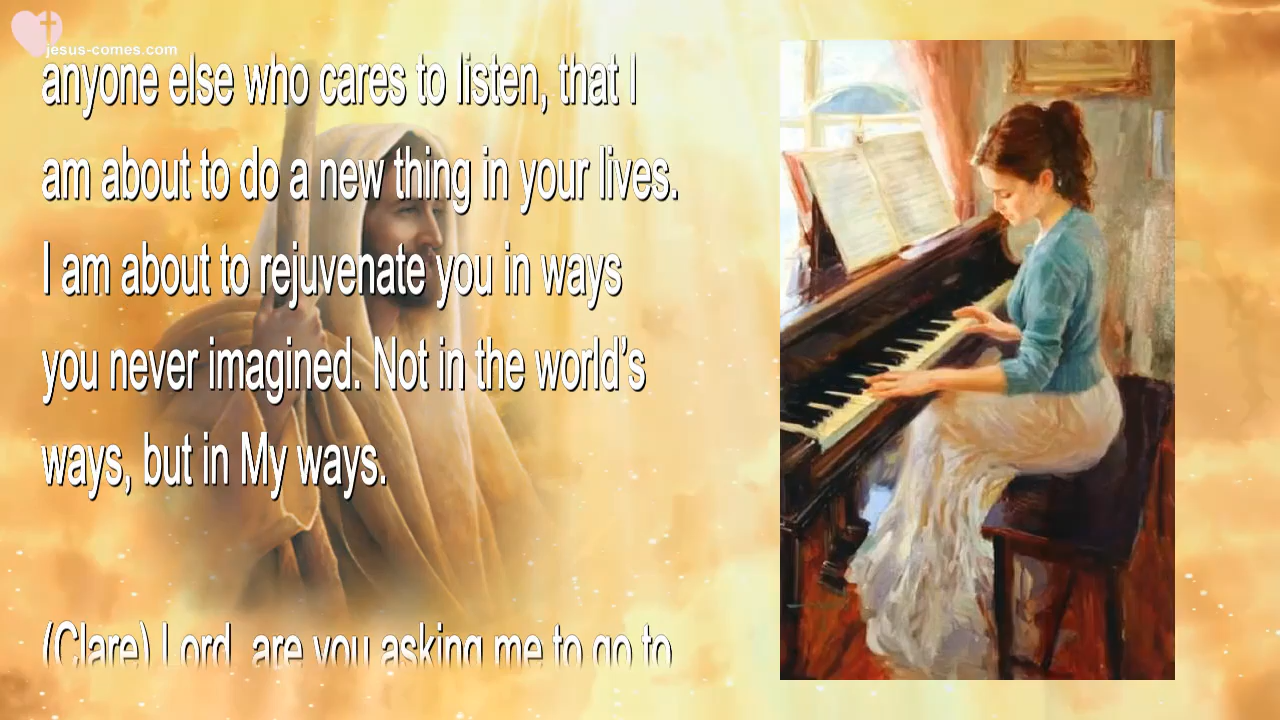 jesus-comes.com
anyone else who cares to listen, that I
am about to do a new thing in your lives.
I am about to rejuvenate you in ways
you never imagined. Not in the world’s
ways, but in My ways.
(Clare) Lord, are you asking me to go to